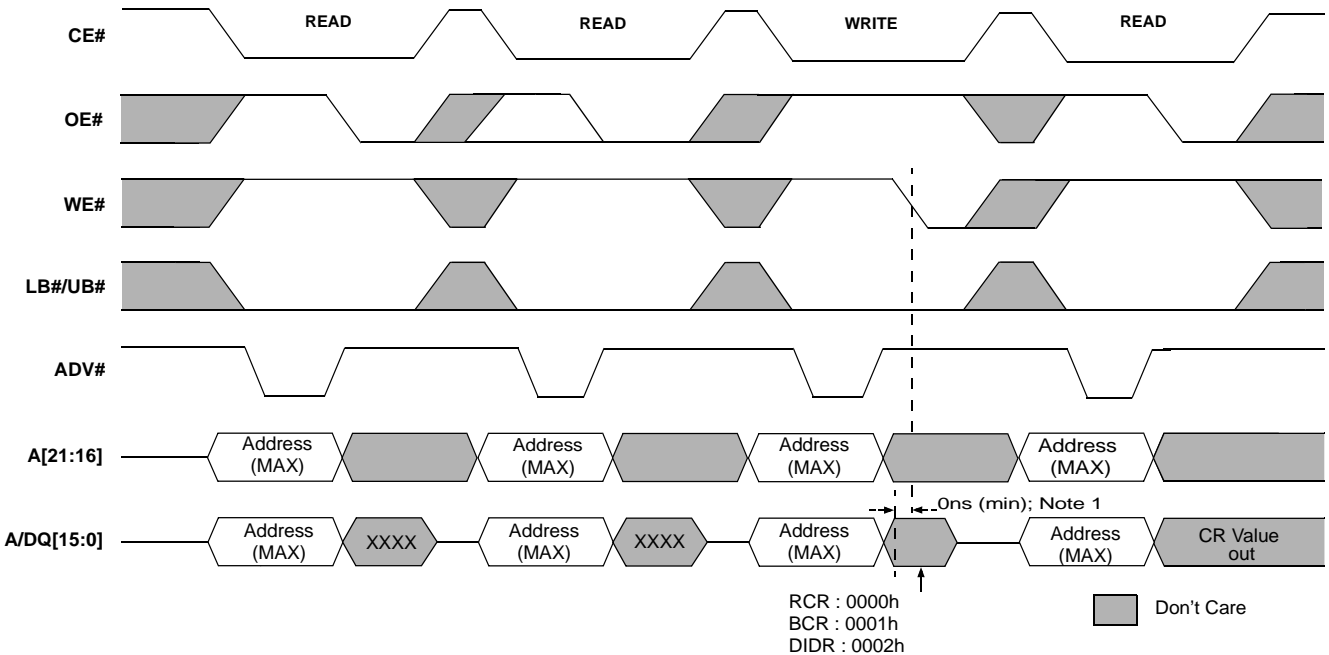 READ READ WRITE READ
CE#
OE#
WE#
LB#/UB#
ADV#
A[21:16] Address Address Address Address
(MAX) (MAX) (MAX) (MAX)
0ns (min); Note 1
A/DQ[15:0] Address XXXX Address XXXX Address Address CR Value
(MAX) (MAX) (MAX) (MAX) out
RCR : 0000h
BCR : 0001h
DIDR : 0002h
Don't Care